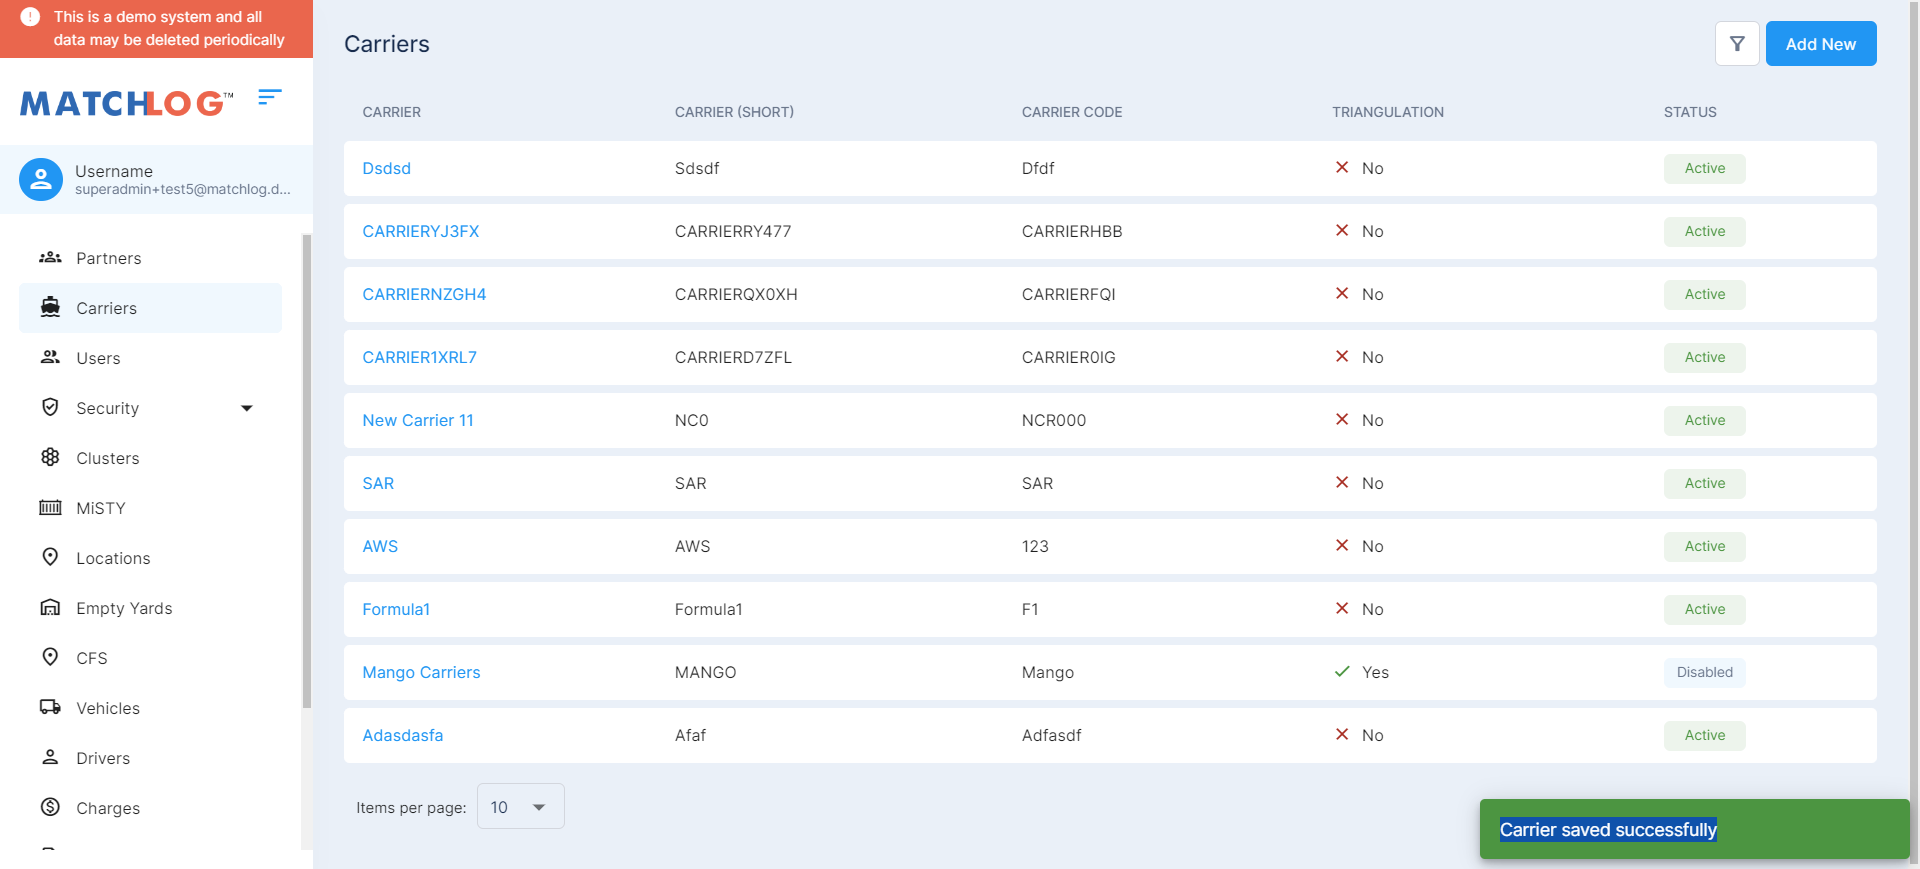 This is a demo system and all
data may be deleted periodically
MATCHLOG™
Username
superadmin+test5@matchlog.d...
Partners
Carriers
Users
Security
Clusters
MiSTY
Locations
Empty Yards
CFS
Vehicles
Drivers
Charges
Carriers
Add New
CARRIER CARRIER (SHORT) CARRIER CODE TRIANGULATION STATUS
Dsdsd Sdsdf Dfdf No Active
CARRIERYJ3FX CARRIERRY477 CARRIERHBB No Active
CARRIERNZGH4 CARRIERQX0XH CARRIERFQI No Active
CARRIER1XRL7 CARRIERD7ZFL CARRIER0IG No Active
New Carrier 11 NC0 NCR000 No Active
SAR SAR SAR No Active
AWS AWS 123 No Active
Formula1 Formula1 F1 No Active
Mango Carriers MANGO Mango Yes Disabled
Adasdasfa Afaf Adfasdf No Active
Items per page: 10
Carrier saved successfully